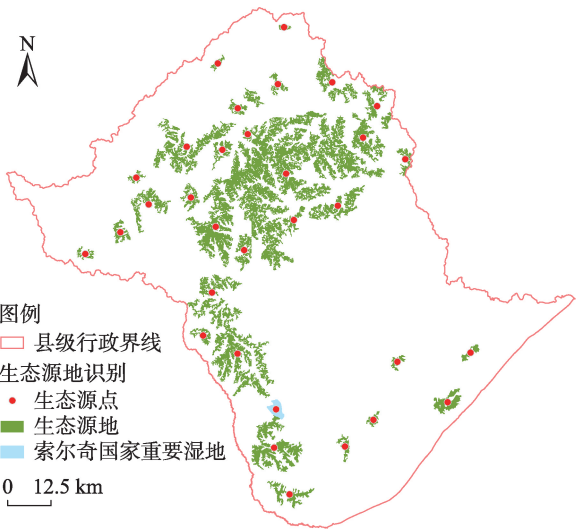 N
图例
县级行政界线
生态源地识别
生态源点
生态源地
索尔奇国家重要湿地
0 12.5 km